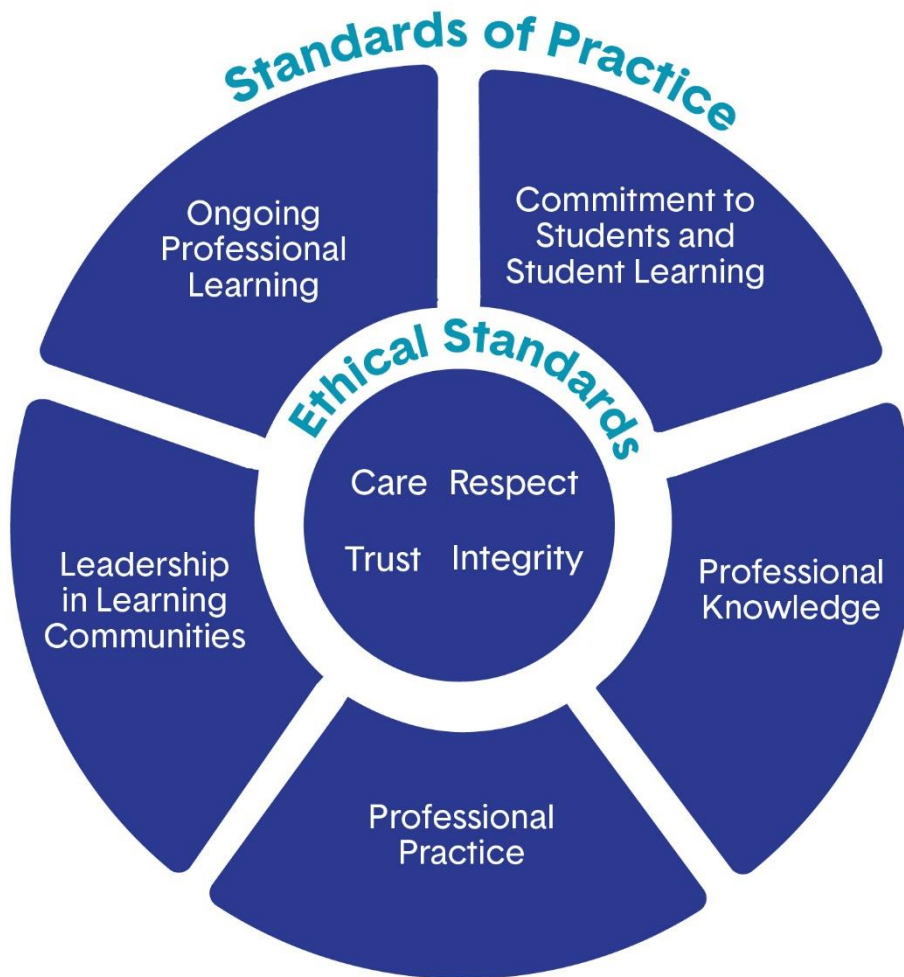 Standards of Practice
Ongoing
Professional
Learning
Commitment to
Students and
Student Learning
Ethical Standards
Care Respect
Trust Integrity
Leadership
in Learning
Communities
Professional
Knowledge
Professional
Practice